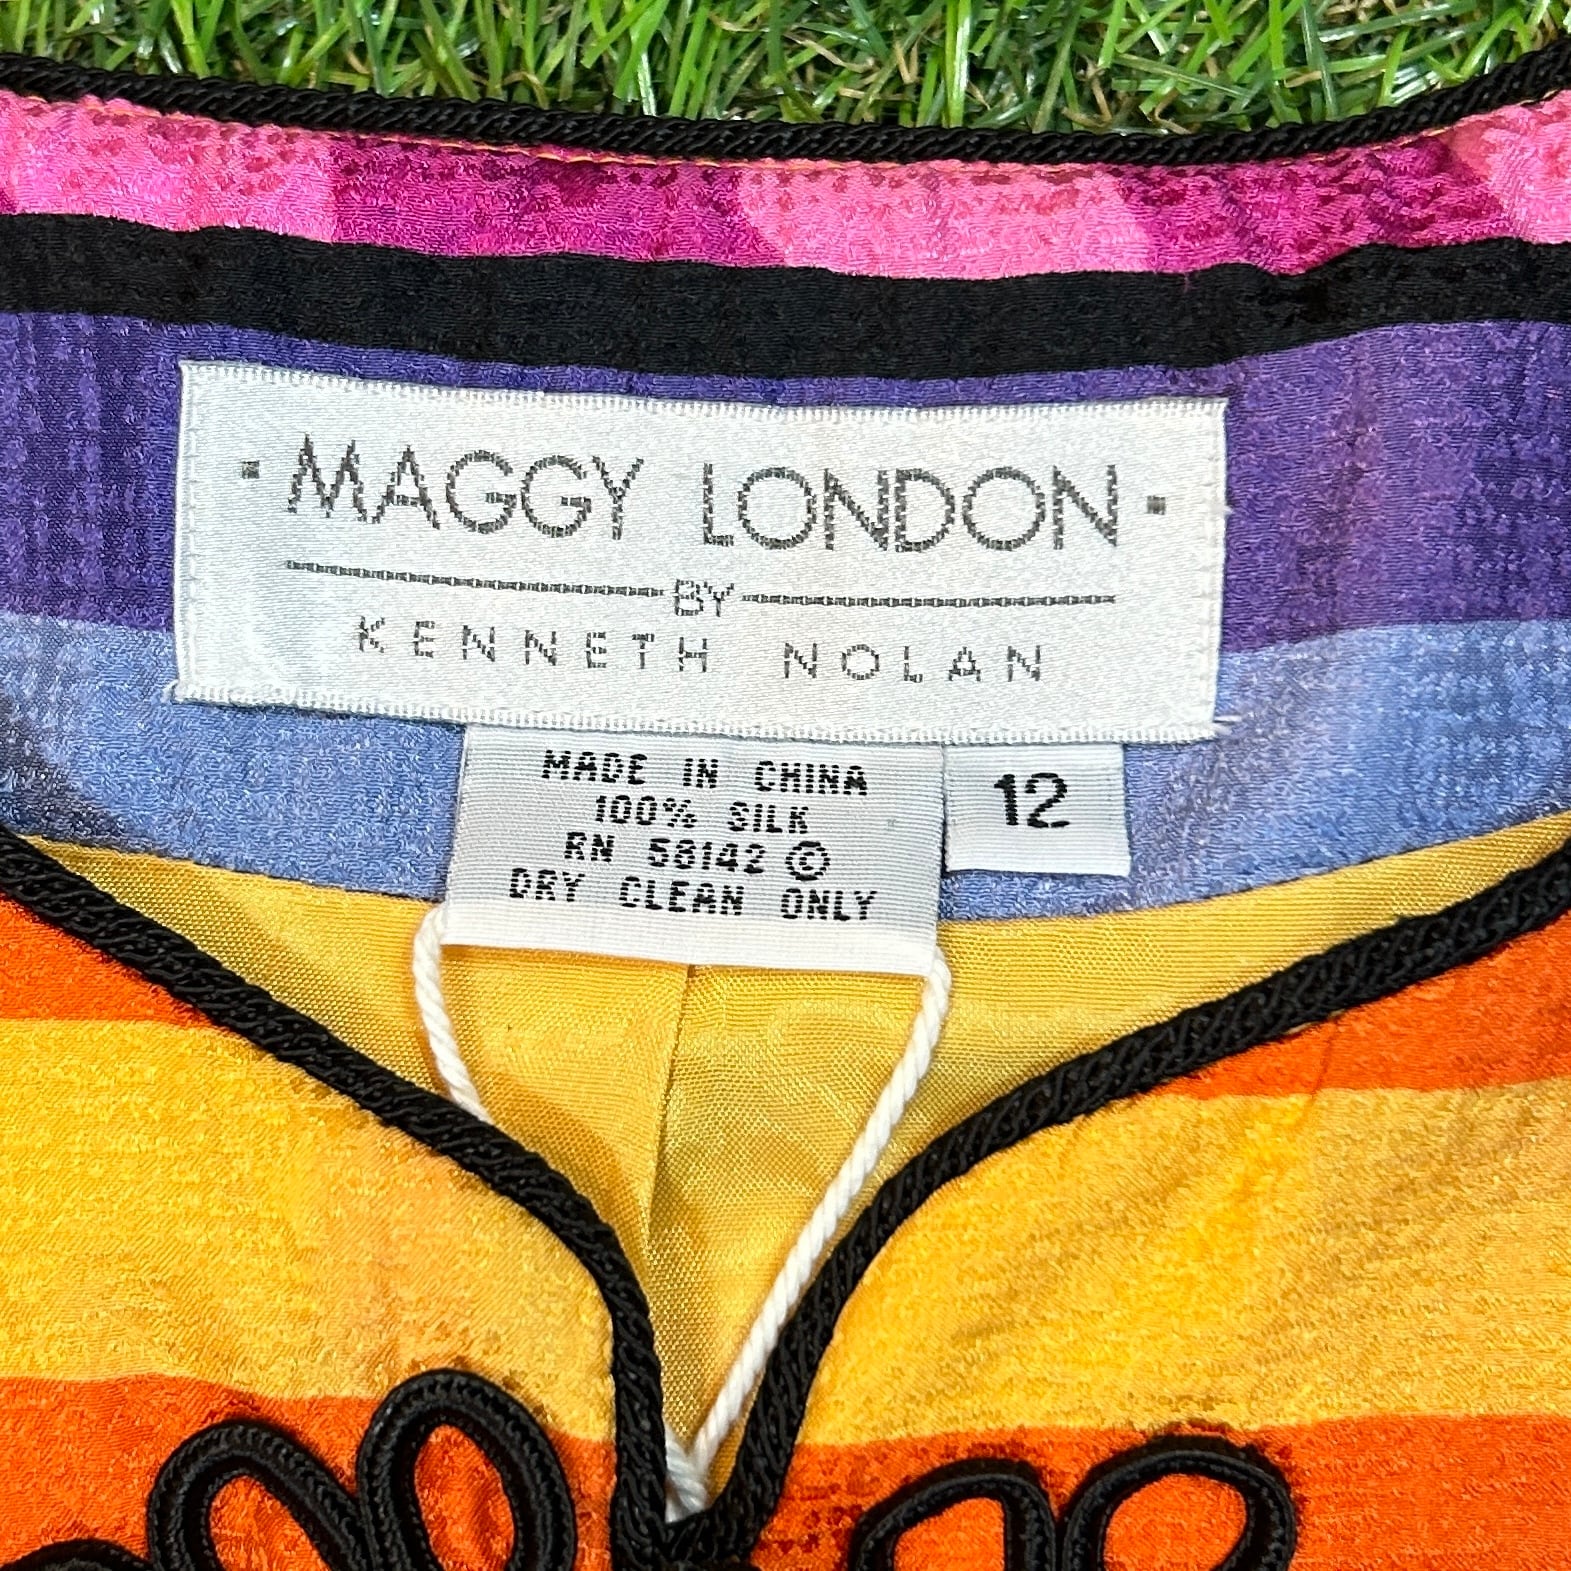 · MAGGY LONDON ·
BY
KENNETH NOLAN
MADE IN CHINA
100% SILK
RN 58142 ©
DRY CLEAN ONLY
12